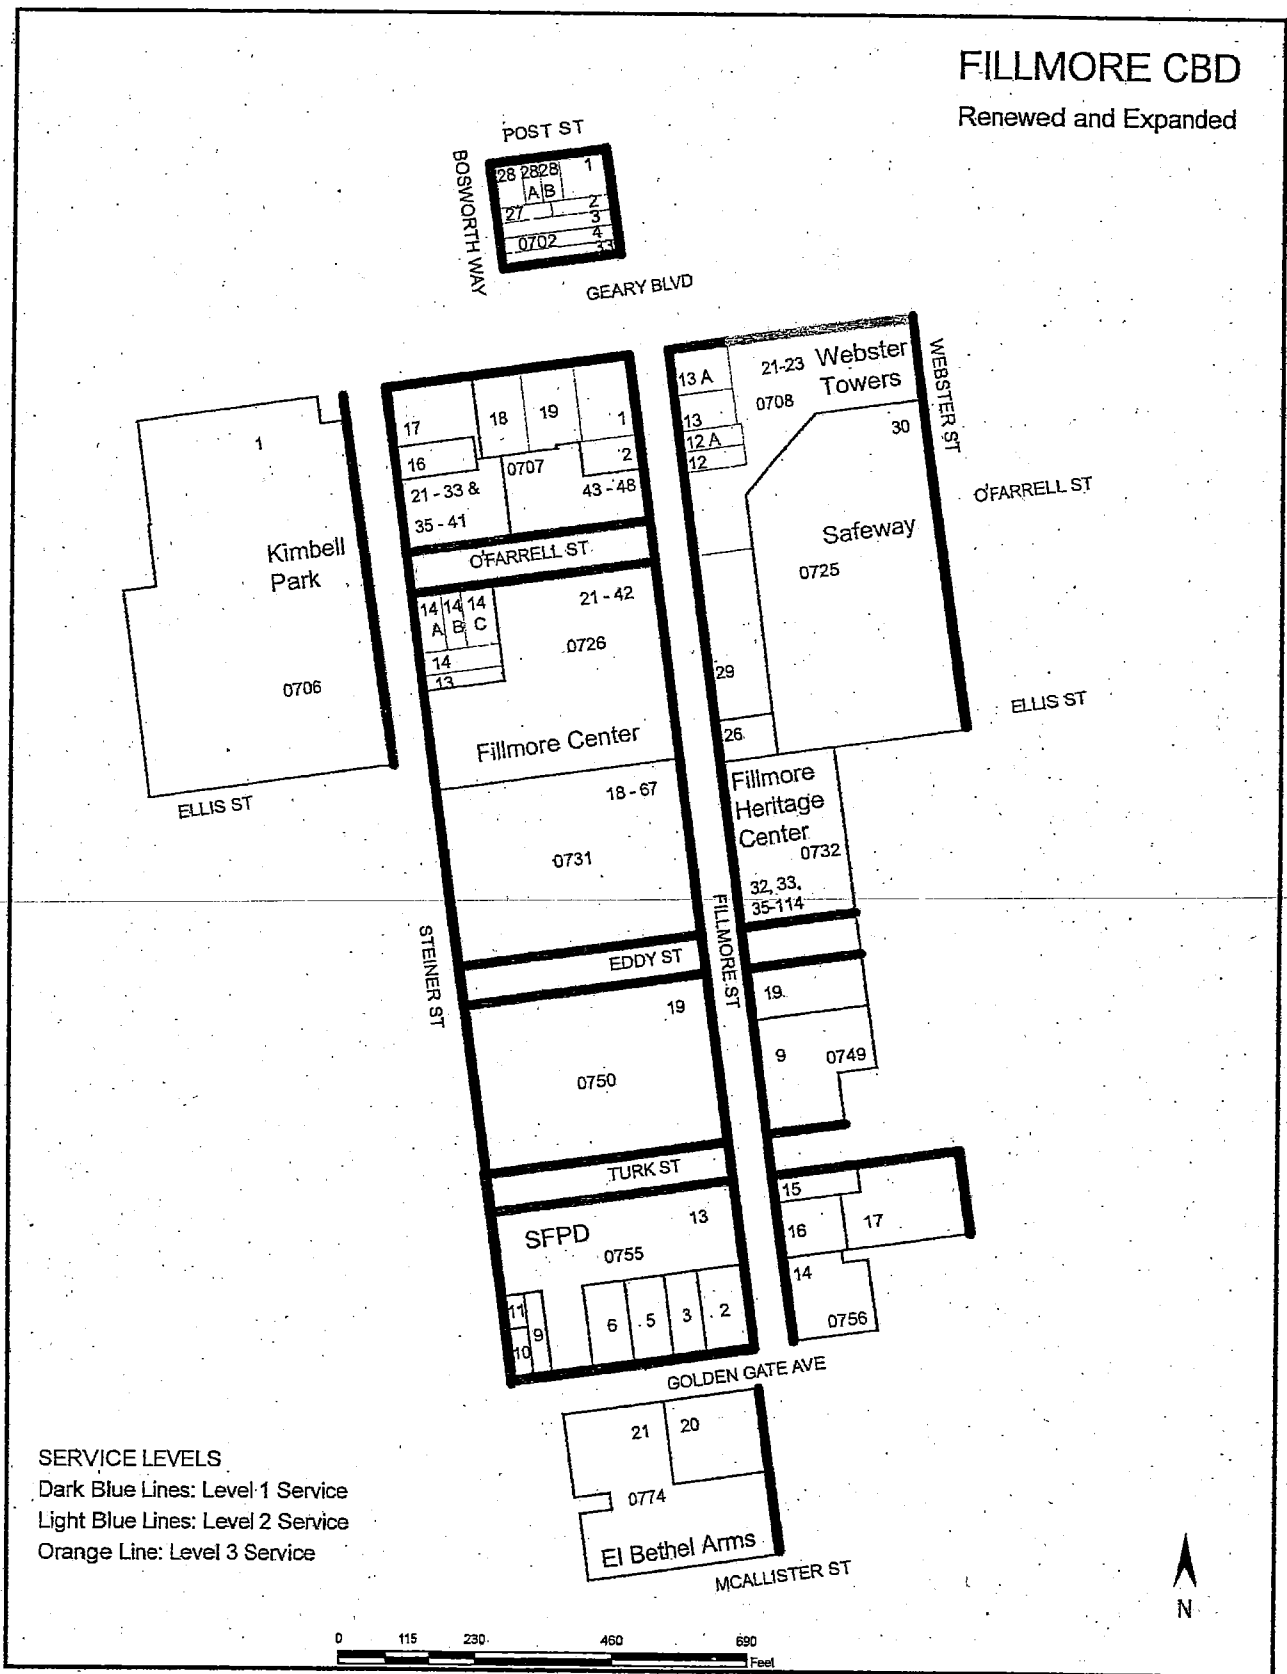 FILLMORE CBD
Renewed and Expanded
POST ST
BOSWORTH WAY
28 28 28 1
A B
2
27
3
0702 4
33
GEARY BLVD
WEBSTER ST
13 A 21-23 Webster
Towers
0708
13
12 A
12
30
17 18 19 1
16 0707 2
21 - 33 & 43 - 48
35 - 41
1
O'FARRELL ST
Safeway
0725
Kimbell
Park
O'FARRELL ST
14 14 14 21 - 42
A B C
0726
14
13
29
0706
ELLIS ST
26
Fillmore Center
Fillmore
Heritage
Center
0732
32, 33,
35-114
18 - 67
ELLIS ST
0731
FILLMORE ST
STEINER ST
EDDY ST
19
19
9 0749
0750
TURK ST
15
16 17
SFPD 13
0755
14
0756
11
10 9 6 5 3 2
GOLDEN GATE AVE
21 20
0774
El Bethel Arms
MCALLISTER ST
SERVICE LEVELS
Dark Blue Lines: Level 1 Service
Light Blue Lines: Level 2 Service
Orange Line: Level 3 Service
N
0 115 230 460 690
Feet